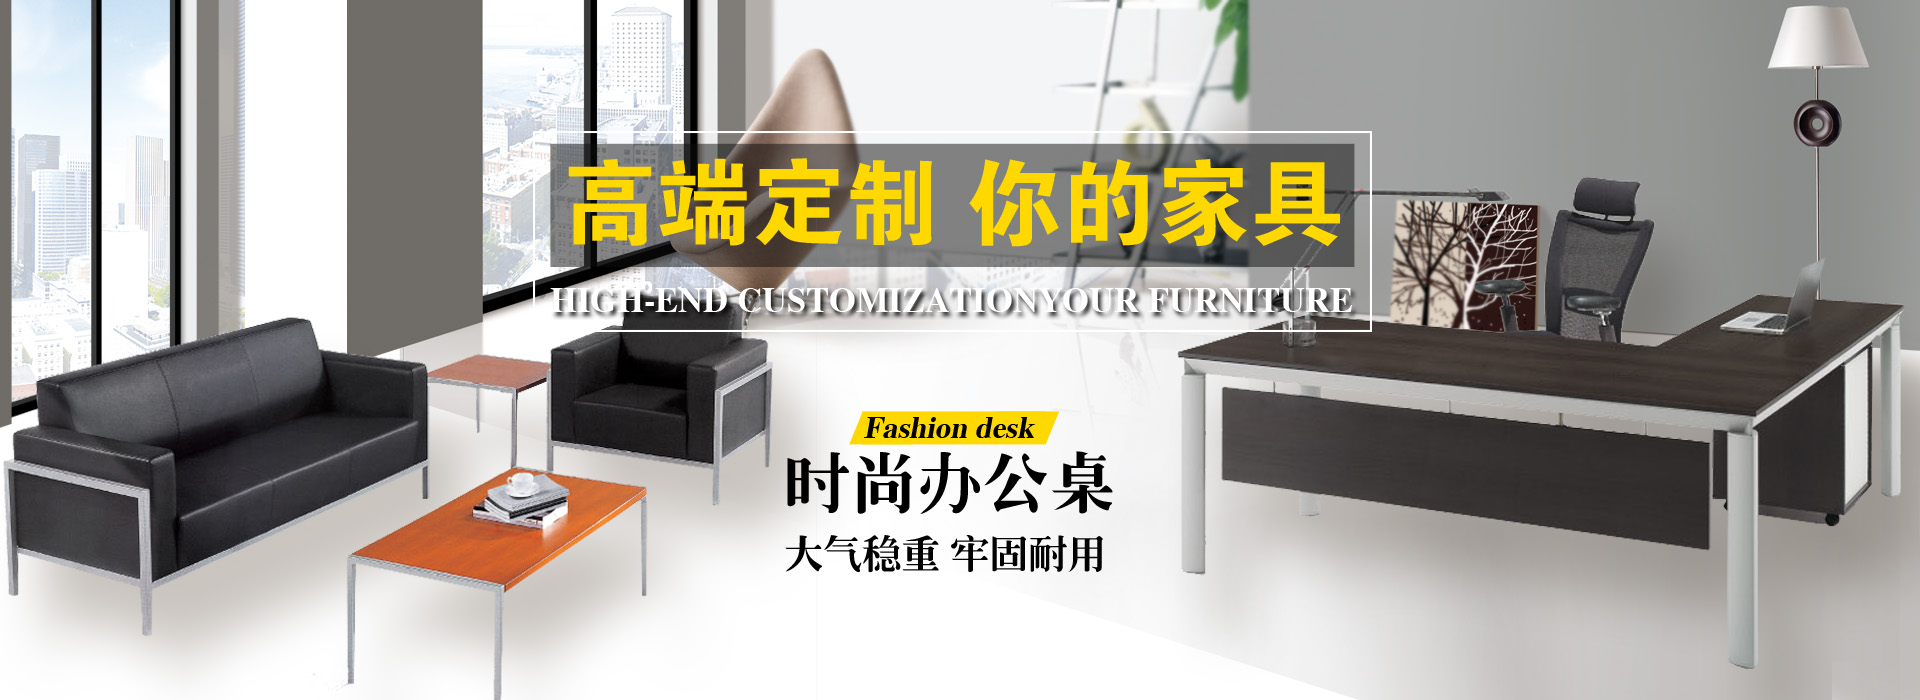 高端定制 你的家具
HIGH-END CUSTOMIZATIONYOUR FURNITURE
Fashion desk
时尚办公桌
大气稳重 牢固耐用